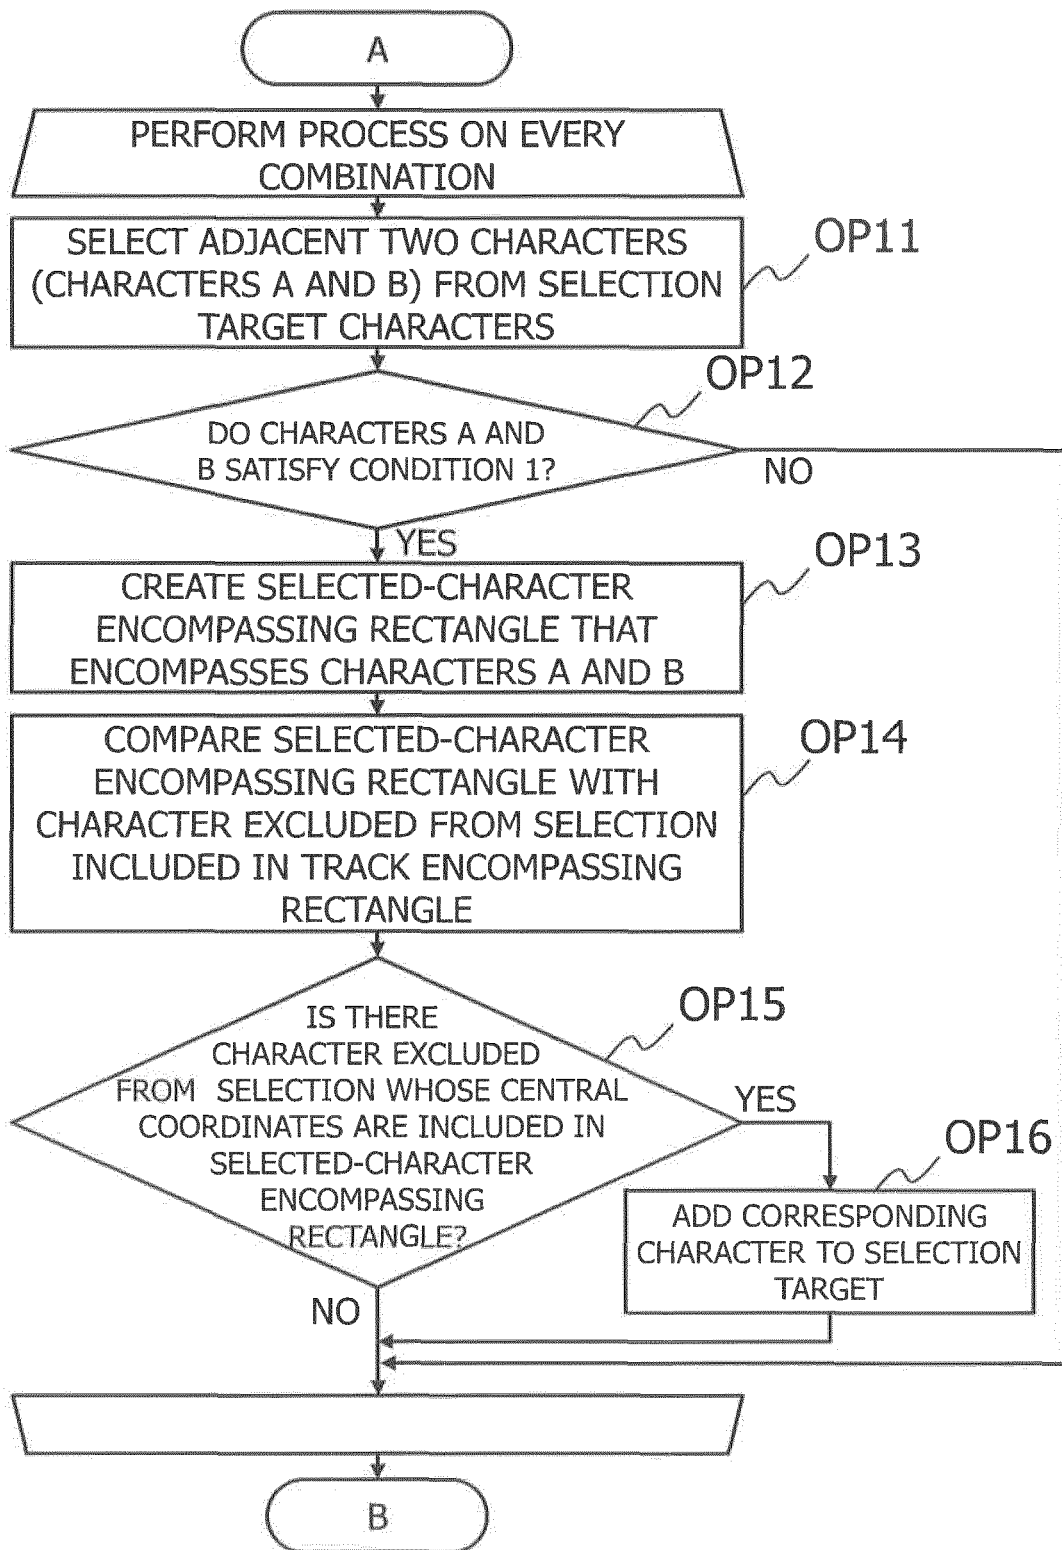 A
PERFORM PROCESS ON EVERY
COMBINATION
SELECT ADJACENT TWO CHARACTERS
(CHARACTERS A AND B) FROM SELECTION
TARGET CHARACTERS
OP11
DO CHARACTERS A AND
B SATISFY CONDITION 1?
OP12
NO
YES
CREATE SELECTED-CHARACTER
ENCOMPASSING RECTANGLE THAT
ENCOMPASSES CHARACTERS A AND B
OP13
COMPARE SELECTED-CHARACTER
ENCOMPASSING RECTANGLE WITH
CHARACTER EXCLUDED FROM SELECTION
INCLUDED IN TRACK ENCOMPASSING
RECTANGLE
OP14
IS THERE
CHARACTER EXCLUDED
FROM SELECTION WHOSE CENTRAL
COORDINATES ARE INCLUDED IN
SELECTED-CHARACTER
ENCOMPASSING
RECTANGLE?
OP15
YES
OP16
ADD CORRESPONDING
CHARACTER TO SELECTION
TARGET
NO
B